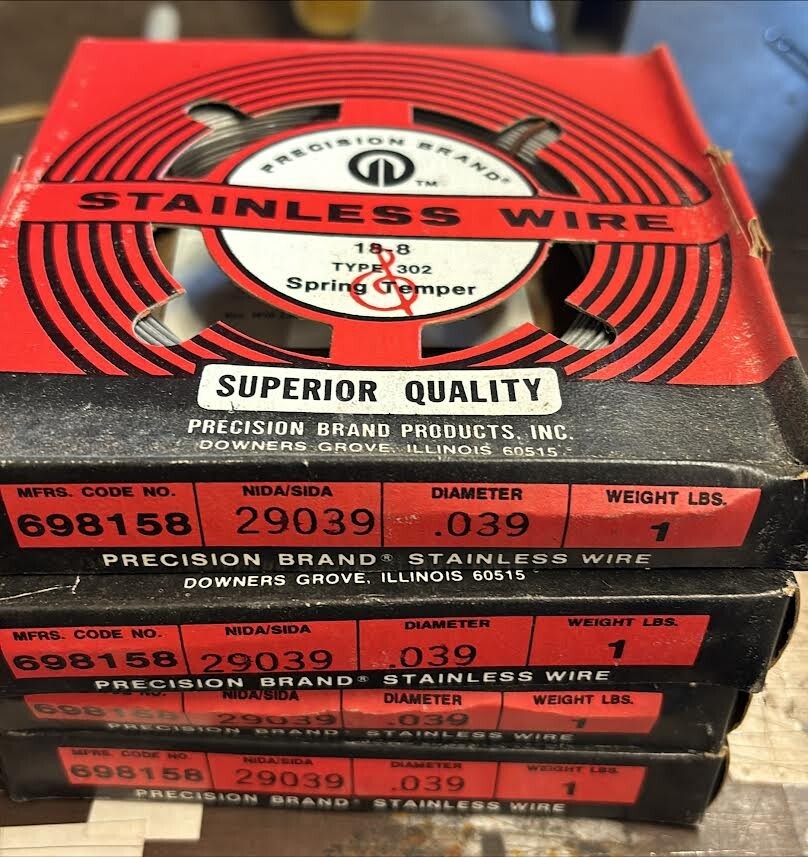 PRECISION BRAND®
TM
STAINLESS WIRE
18-8
TYPE 302
Spring Temper
SUPERIOR QUALITY
PRECISION BRAND PRODUCTS, INC.
DOWNERS GROVE, ILLINOIS 60515
MFRS. CODE NO. NIDA/SIDA DIAMETER WEIGHT LBS.
698158 29039 .039 1
PRECISION BRAND® STAINLESS WIRE
DOWNERS GROVE, ILLINOIS 60515
MFRS. CODE NO. NIDA/SIDA DIAMETER WEIGHT LBS.
698158 29039 .039 1
PRECISION BRAND® STAINLESS WIRE
NO. NIDA/SIDA DIAMETER WEIGHT LBS.
698158 29039 .039 1
PRECISION BRAND® STAINLESS WIRE
MFRS. CODE NO. NIDA/SIDA DIAMETER WEIGHT LBS.
698158 29039 .039 1
PRECISION BRAND® STAINLESS WIRE